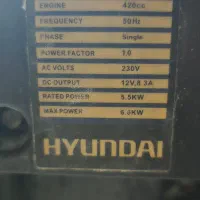 ENGINE 420cc
FREQUENCY 50Hz
PHASE Single
POWER FACTOR 1.0
AC VOLTS 230V
DC OUTPUT 12V,8.3A
RATED POWER 5.5KW
MAX POWER 6.0KW
HYUNDAI